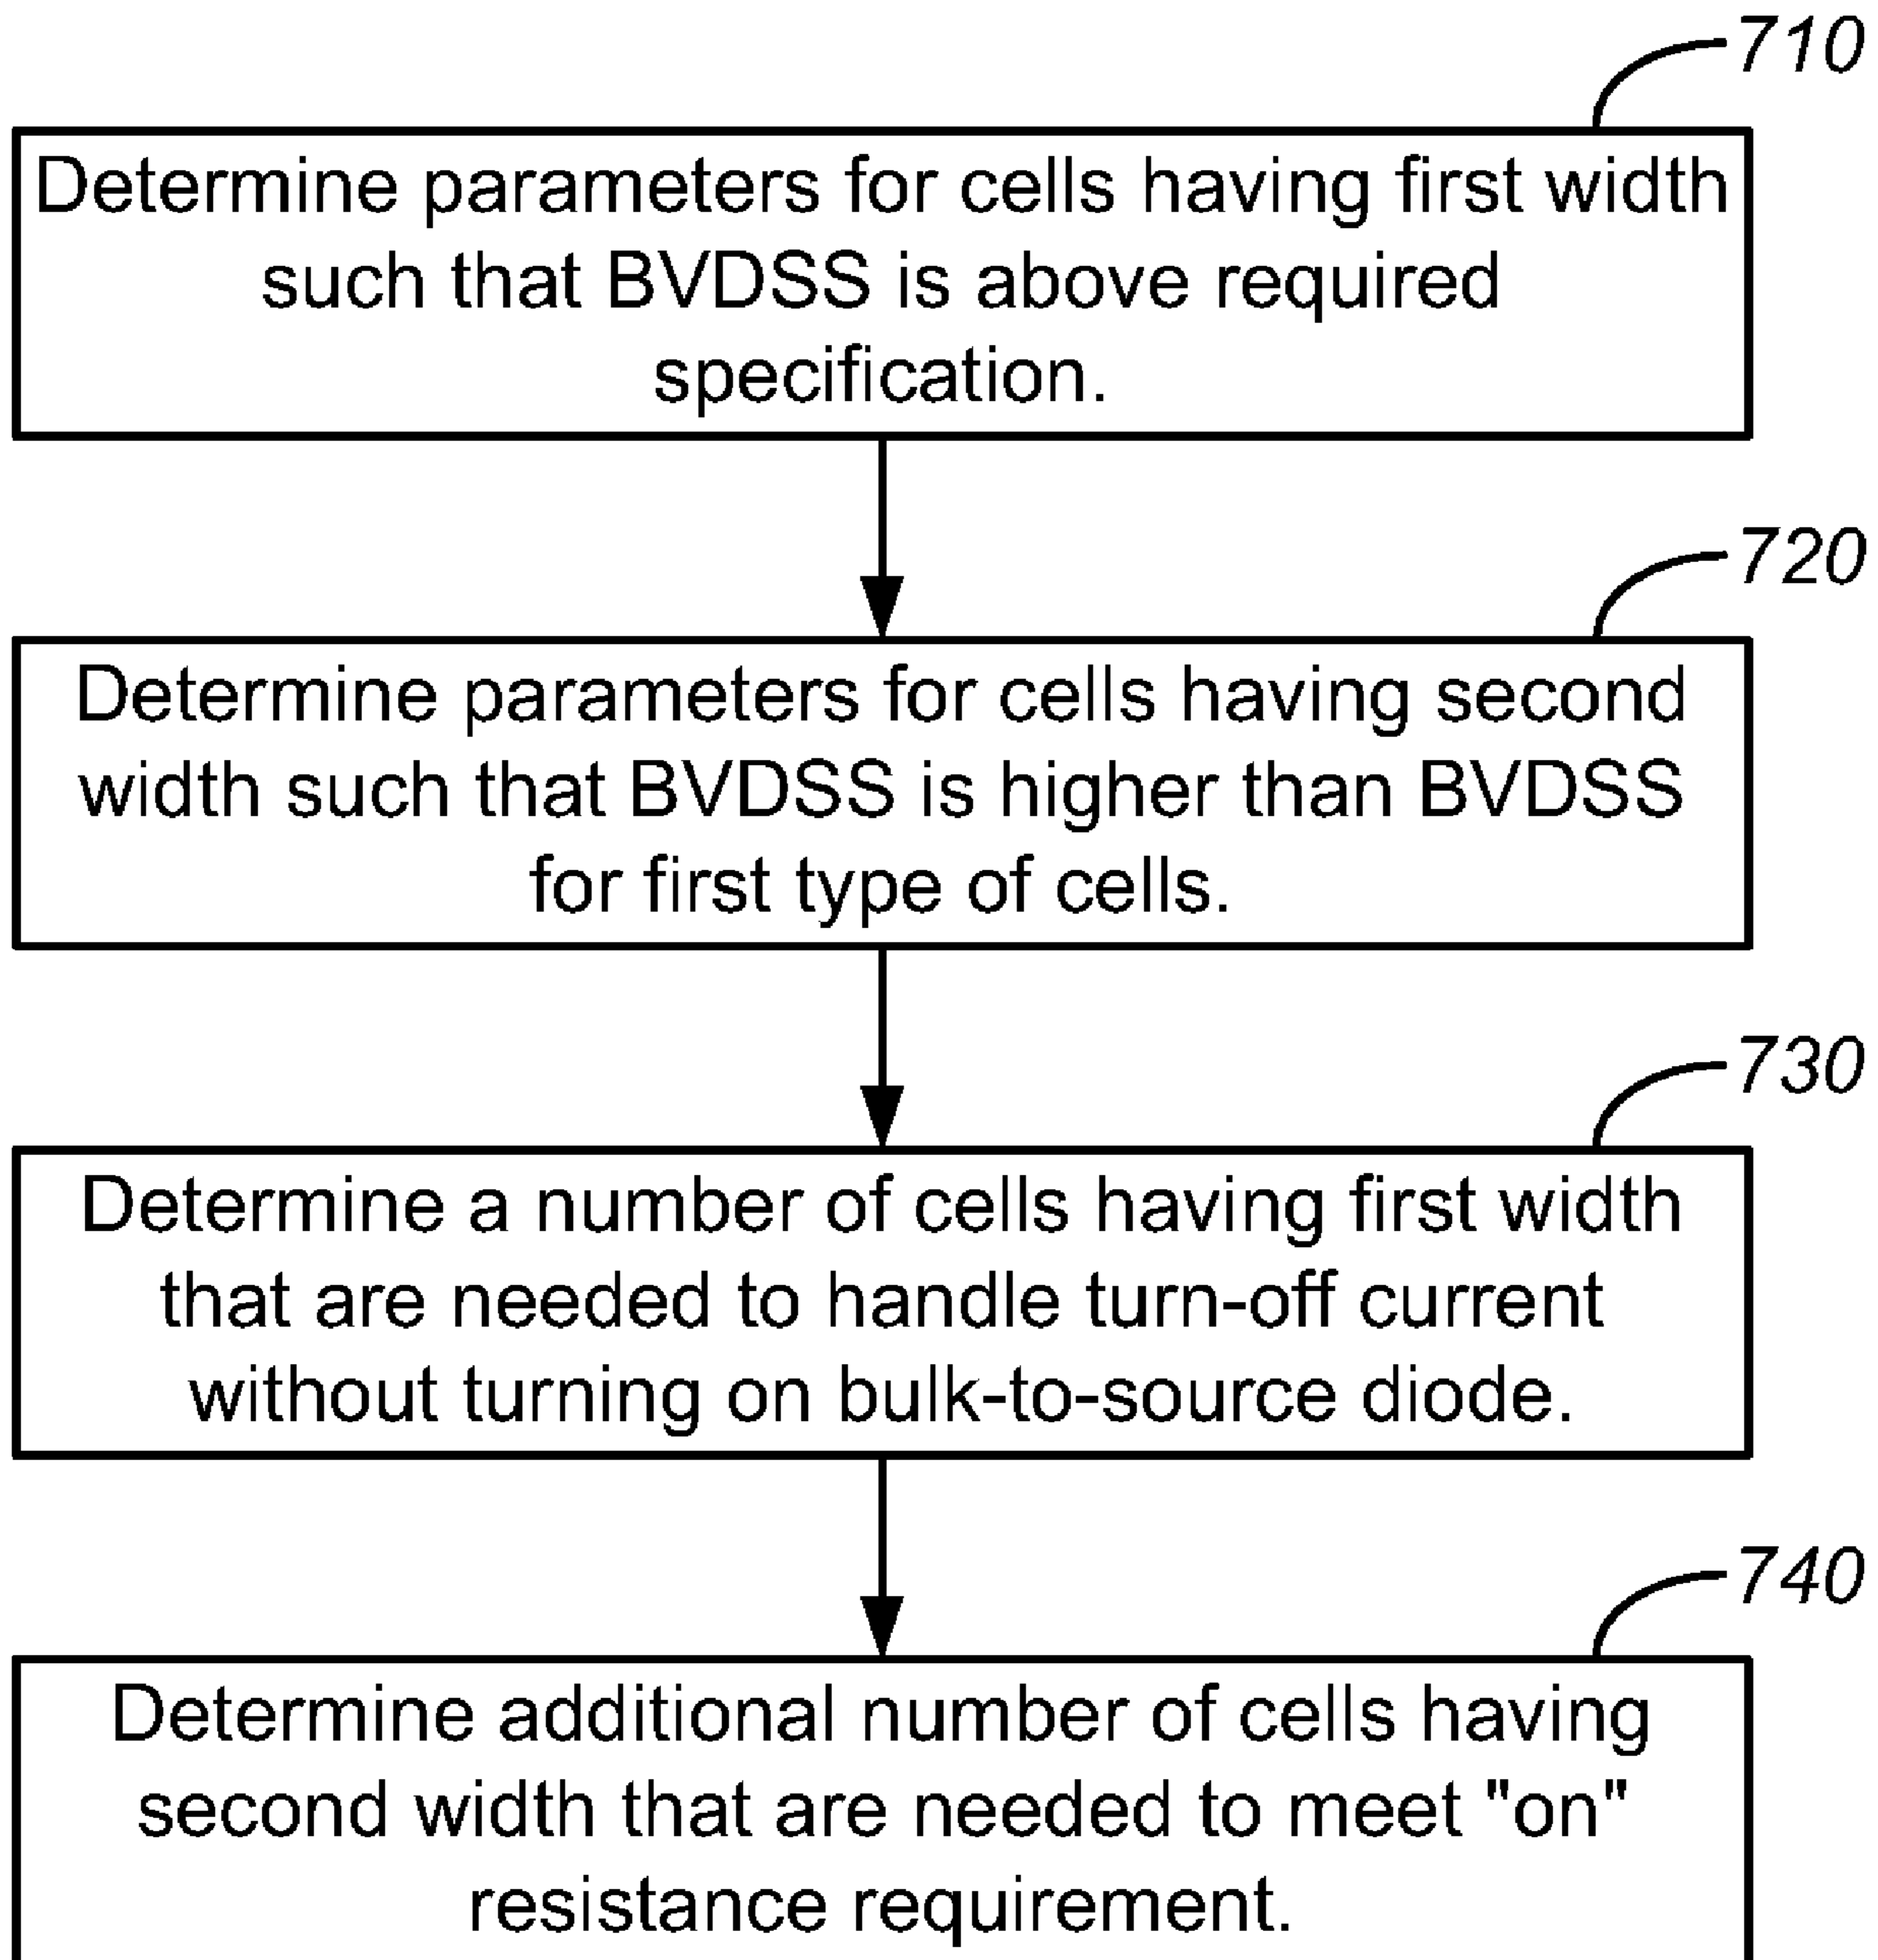 710
Determine parameters for cells having first width
such that BVDSS is above required
specification.
720
Determine parameters for cells having second
width such that BVDSS is higher than BVDSS
for first type of cells.
730
Determine a number of cells having first width
that are needed to handle turn-off current
without turning on bulk-to-source diode.
740
Determine additional number of cells having
second width that are needed to meet "on"
resistance requirement.